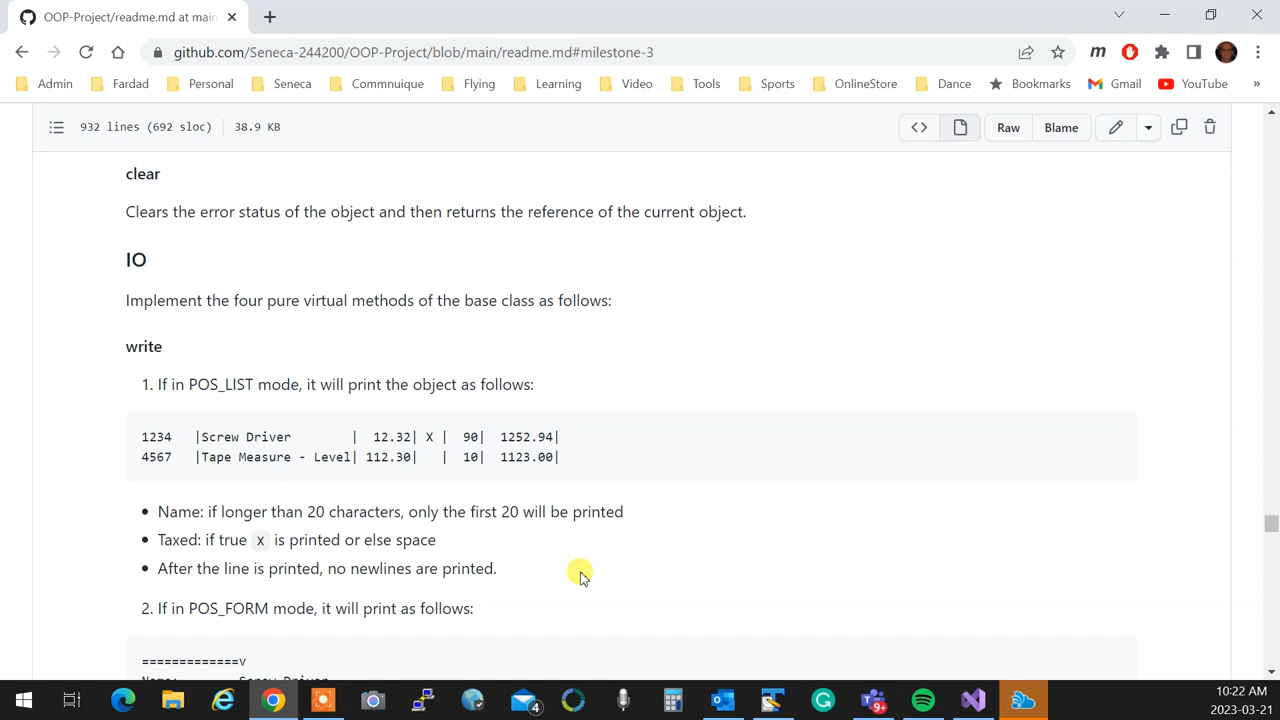 OOP-Project/readme.md at main
github.com/Seneca-244200/OOP-Project/blob/main/readme.md#milestone-3
Admin Fardad Personal Seneca Commnuique Flying Learning Video Tools Sports OnlineStore Dance Bookmarks Gmail YouTube »
932 lines (692 sloc) 38.9 KB Raw Blame
clear
Clears the error status of the object and then returns the reference of the current object.
IO
Implement the four pure virtual methods of the base class as follows:
write
1. If in POS_LIST mode, it will print the object as follows:
1234   |Screw Driver        |  12.32| X |  90|  1252.94|
4567   |Tape Measure - Level| 112.30|   |  10|  1123.00|
• Name: if longer than 20 characters, only the first 20 will be printed
• Taxed: if true X is printed or else space
• After the line is printed, no newlines are printed.
2. If in POS_FORM mode, it will print as follows:
=============v
Name:        Screw Driver
10:22 AM
2023-03-21